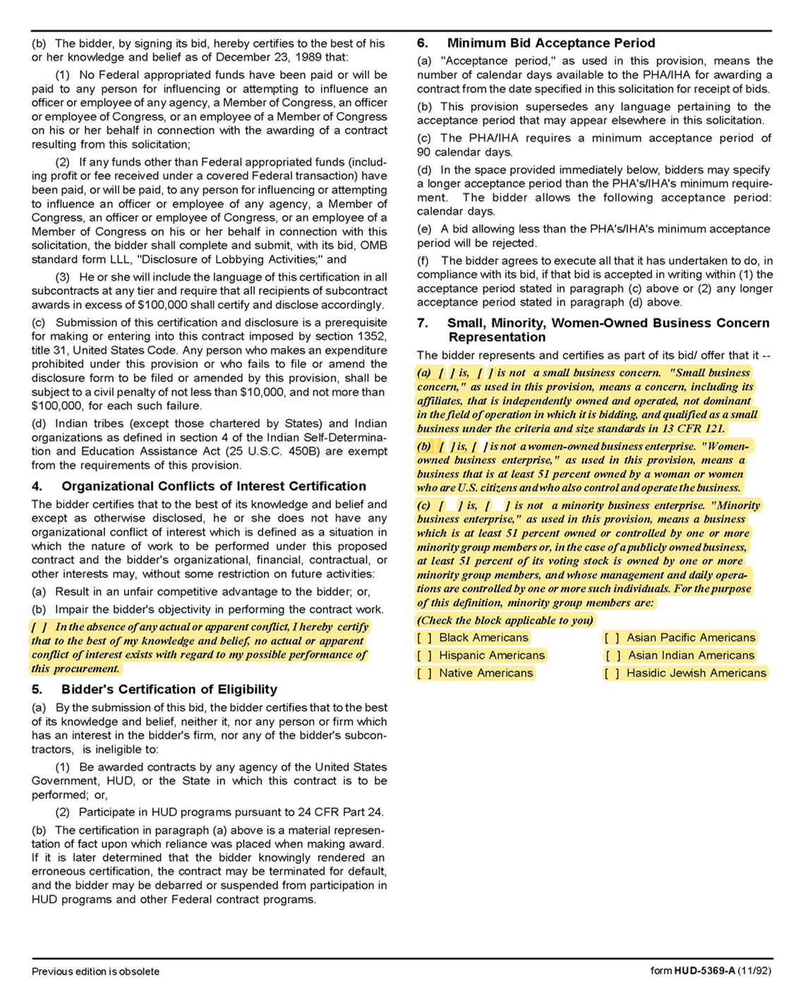 (b) The bidder, by signing its bid, hereby certifies to the best of his
or her knowledge and belief as of December 23, 1989 that:
(1) No Federal appropriated funds have been paid or will be
paid to any person for influencing or attempting to influence an
officer or employee of any agency, a Member of Congress, an officer
or employee of Congress, or an employee of a Member of Congress
on his or her behalf in connection with the awarding of a contract
resulting from this solicitation;
(2) If any funds other than Federal appropriated funds (includ-
ing profit or fee received under a covered Federal transaction) have
been paid, or will be paid, to any person for influencing or attempting
to influence an officer or employee of any agency, a Member of
Congress, an officer or employee of Congress, or an employee of a
Member of Congress on his or her behalf in connection with this
solicitation, the bidder shall complete and submit, with its bid, OMB
standard form LLL, "Disclosure of Lobbying Activities;" and
(3) He or she will include the language of this certification in all
subcontracts at any tier and require that all recipients of subcontract
awards in excess of $100,000 shall certify and disclose accordingly.
(c) Submission of this certification and disclosure is a prerequisite
for making or entering into this contract imposed by section 1352,
title 31, United States Code. Any person who makes an expenditure
prohibited under this provision or who fails to file or amend the
disclosure form to be filed or amended by this provision, shall be
subject to a civil penalty of not less than $10,000, and not more than
$100,000, for each such failure.
(d) Indian tribes (except those chartered by States) and Indian
organizations as defined in section 4 of the Indian Self-Determina-
tion and Education Assistance Act (25 U.S.C. 450B) are exempt
from the requirements of this provision.
4. Organizational Conflicts of Interest Certification
The bidder certifies that to the best of its knowledge and belief and
except as otherwise disclosed, he or she does not have any
organizational conflict of interest which is defined as a situation in
which the nature of work to be performed under this proposed
contract and the bidder's organizational, financial, contractual, or
other interests may, without some restriction on future activities:
(a) Result in an unfair competitive advantage to the bidder; or,
(b) Impair the bidder's objectivity in performing the contract work.
[ ] In the absence of any actual or apparent conflict, I hereby certify
that to the best of my knowledge and belief, no actual or apparent
conflict of interest exists with regard to my possible performance of
this procurement.
5. Bidder's Certification of Eligibility
(a) By the submission of this bid, the bidder certifies that to the best
of its knowledge and belief, neither it, nor any person or firm which
has an interest in the bidder's firm, nor any of the bidder's subcon-
tractors, is ineligible to:
(1) Be awarded contracts by any agency of the United States
Government, HUD, or the State in which this contract is to be
performed; or,
(2) Participate in HUD programs pursuant to 24 CFR Part 24.
(b) The certification in paragraph (a) above is a material represen-
tation of fact upon which reliance was placed when making award.
If it is later determined that the bidder knowingly rendered an
erroneous certification, the contract may be terminated for default,
and the bidder may be debarred or suspended from participation in
HUD programs and other Federal contract programs.
6. Minimum Bid Acceptance Period
(a) "Acceptance period," as used in this provision, means the
number of calendar days available to the PHA/IHA for awarding a
contract from the date specified in this solicitation for receipt of bids.
(b) This provision supersedes any language pertaining to the
acceptance period that may appear elsewhere in this solicitation.
(c) The PHA/IHA requires a minimum acceptance period of
90 calendar days.
(d) In the space provided immediately below, bidders may specify
a longer acceptance period than the PHA's/IHA's minimum require-
ment. The bidder allows the following acceptance period:
calendar days.
(e) A bid allowing less than the PHA's/IHA's minimum acceptance
period will be rejected.
(f) The bidder agrees to execute all that it has undertaken to do, in
compliance with its bid, if that bid is accepted in writing within (1) the
acceptance period stated in paragraph (c) above or (2) any longer
acceptance period stated in paragraph (d) above.
7. Small, Minority, Women-Owned Business Concern
Representation
The bidder represents and certifies as part of its bid/ offer that it --
(a) [ ] is, [ ] is not a small business concern. "Small business
concern," as used in this provision, means a concern, including its
affiliates, that is independently owned and operated, not dominant
in the field of operation in which it is bidding, and qualified as a small
business under the criteria and size standards in 13 CFR 121.
(b) [ ] is, [ ] is not a women-owned business enterprise. "Women-
owned business enterprise," as used in this provision, means a
business that is at least 51 percent owned by a woman or women
who are U.S. citizens and who also control and operate the business.
(c) [ ] is, [ ] is not a minority business enterprise. "Minority
business enterprise," as used in this provision, means a business
which is at least 51 percent owned or controlled by one or more
minority group members or, in the case of a publicly owned business,
at least 51 percent of its voting stock is owned by one or more
minority group members, and whose management and daily opera-
tions are controlled by one or more such individuals. For the purpose
of this definition, minority group members are:
(Check the block applicable to you)
[ ] Black Americans [ ] Asian Pacific Americans
[ ] Hispanic Americans [ ] Asian Indian Americans
[ ] Native Americans [ ] Hasidic Jewish Americans
Previous edition is obsolete
form HUD-5369-A (11/92)